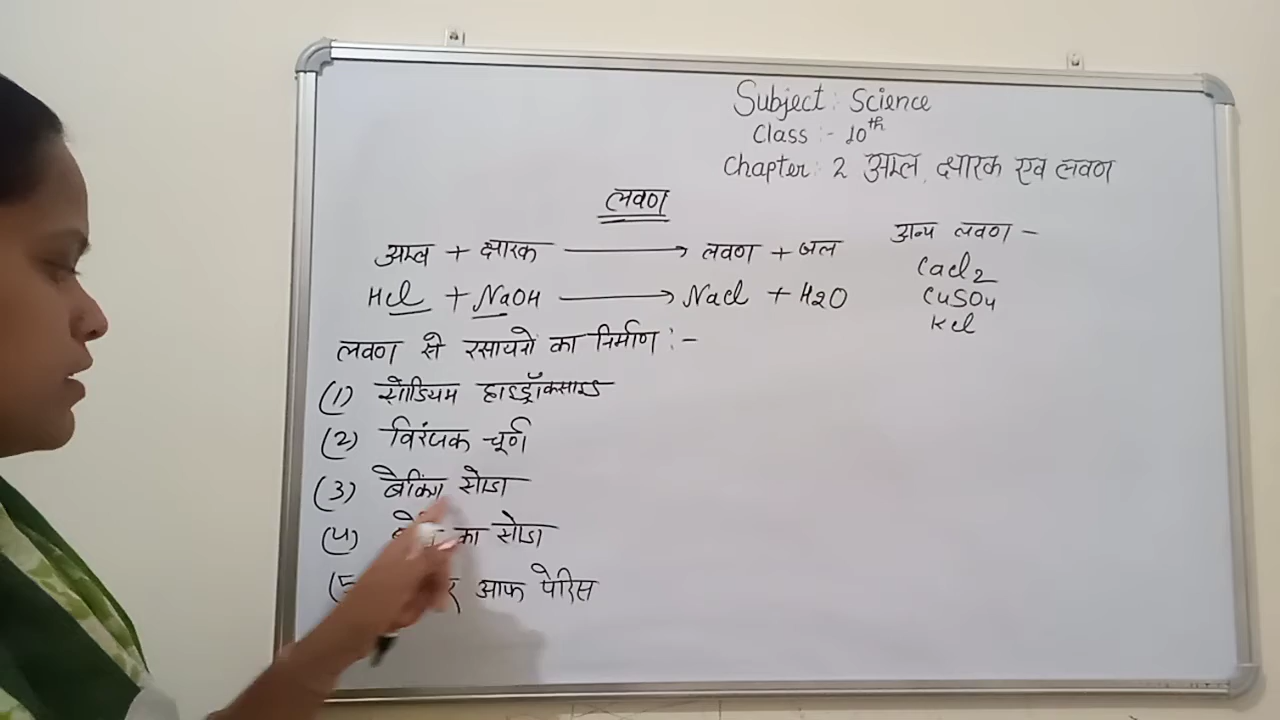 Subject: Science
Class :- 10th
Chapter: 2 अम्ल, क्षारक एव लवण
लवण
अम्ल + क्षारक ⟶ लवण + जल
HCl + NaOH ⟶ NaCl + H2O
अन्य लवण -
CaCl2
CuSO4
KCl
लवण से रसायनों का निर्माण :-
(1) सोडियम हाइड्रॉक्साइड
(2) विरंजक चूर्ण
(3) बेकिंग सोडा
(4) का सोडा
(5 आफ पेरिस